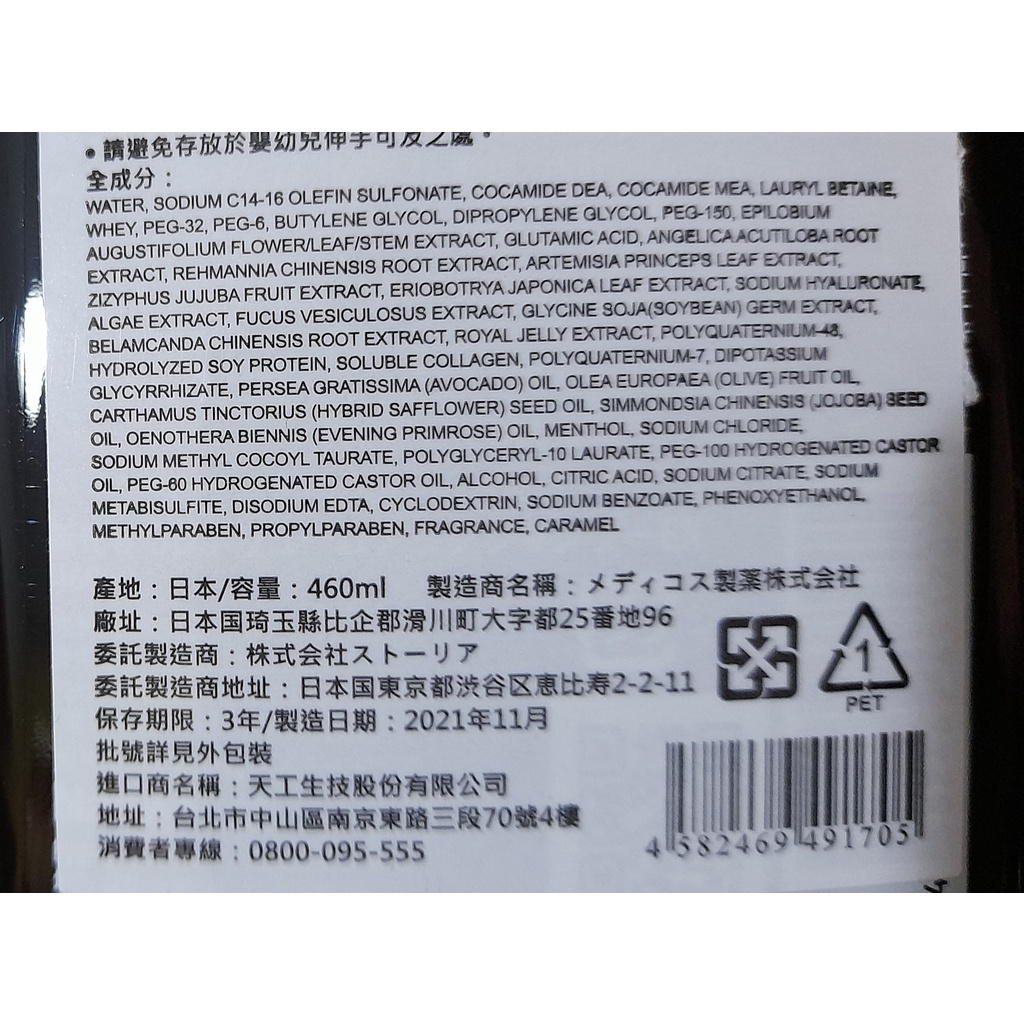 • 請避免存放於嬰幼兒伸手可及之處。
全成分：
WATER, SODIUM C14-16 OLEFIN SULFONATE, COCAMIDE DEA, COCAMIDE MEA, LAURYL BETAINE,
WHEY, PEG-32, PEG-6, BUTYLENE GLYCOL, DIPROPYLENE GLYCOL, PEG-150, EPILOBIUM
AUGUSTIFOLIUM FLOWER/LEAF/STEM EXTRACT, GLUTAMIC ACID, ANGELICA ACUTILOBA ROOT
EXTRACT, REHMANNIA CHINENSIS ROOT EXTRACT, ARTEMISIA PRINCEPS LEAF EXTRACT,
ZIZYPHUS JUJUBA FRUIT EXTRACT, ERIOBOTRYA JAPONICA LEAF EXTRACT, SODIUM HYALURONATE,
ALGAE EXTRACT, FUCUS VESICULOSUS EXTRACT, GLYCINE SOJA(SOYBEAN) GERM EXTRACT,
BELAMCANDA CHINENSIS ROOT EXTRACT, ROYAL JELLY EXTRACT, POLYQUATERNIUM-48,
HYDROLYZED SOY PROTEIN, SOLUBLE COLLAGEN, POLYQUATERNIUM-7, DIPOTASSIUM
GLYCYRRHIZATE, PERSEA GRATISSIMA (AVOCADO) OIL, OLEA EUROPAEA (OLIVE) FRUIT OIL,
CARTHAMUS TINCTORIUS (HYBRID SAFFLOWER) SEED OIL, SIMMONDSIA CHINENSIS (JOJOBA) SEED
OIL, OENOTHERA BIENNIS (EVENING PRIMROSE) OIL, MENTHOL, SODIUM CHLORIDE,
SODIUM METHYL COCOYL TAURATE, POLYGLYCERYL-10 LAURATE, PEG-100 HYDROGENATED CASTOR
OIL, PEG-60 HYDROGENATED CASTOR OIL, ALCOHOL, CITRIC ACID, SODIUM CITRATE, SODIUM
METABISULFITE, DISODIUM EDTA, CYCLODEXTRIN, SODIUM BENZOATE, PHENOXYETHANOL,
METHYLPARABEN, PROPYLPARABEN, FRAGRANCE, CARAMEL
產地：日本/容量：460ml 製造商名稱：メディコス製薬株式会社
廠址：日本国琦玉縣比企郡滑川町大字都25番地96
委託製造商：株式会社ストーリア
委託製造商地址：日本国東京都渋谷区恵比寿2-2-11
保存期限：3年/製造日期：2021年11月
批號詳見外包裝
進口商名稱：天工生技股份有限公司
地址：台北市中山區南京東路三段70號4樓
消費者專線：0800-095-555
1
PET
4 582469 491705